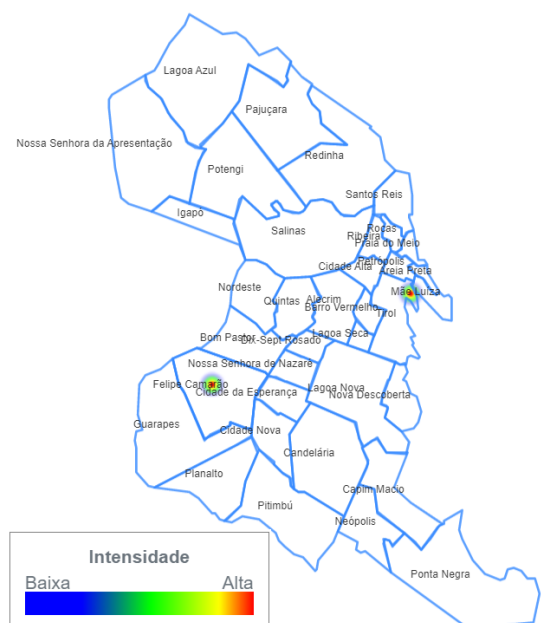 Lagoa Azul
Pajuçara
Nossa Senhora da Apresentação
Redinha
Potengi
Santos Reis
Igapó
Salinas
Rocas
Ribeira
Praia do Meio
Petrópolis
Cidade Alta
Areia Preta
Nordeste
Mãe Luiza
Quintas
Alecrim
Barro Vermelho
Tirol
Lagoa Seca
Bom Pastor
Dix-Sept Rosado
Nossa Senhora de Nazaré
Felipe Camarão
Cidade da Esperança
Lagoa Nova
Nova Descoberta
Guarapes
Cidade Nova
Candelária
Planalto
Capim Macio
Pitimbú
Neópolis
Ponta Negra
Intensidade
Baixa Alta